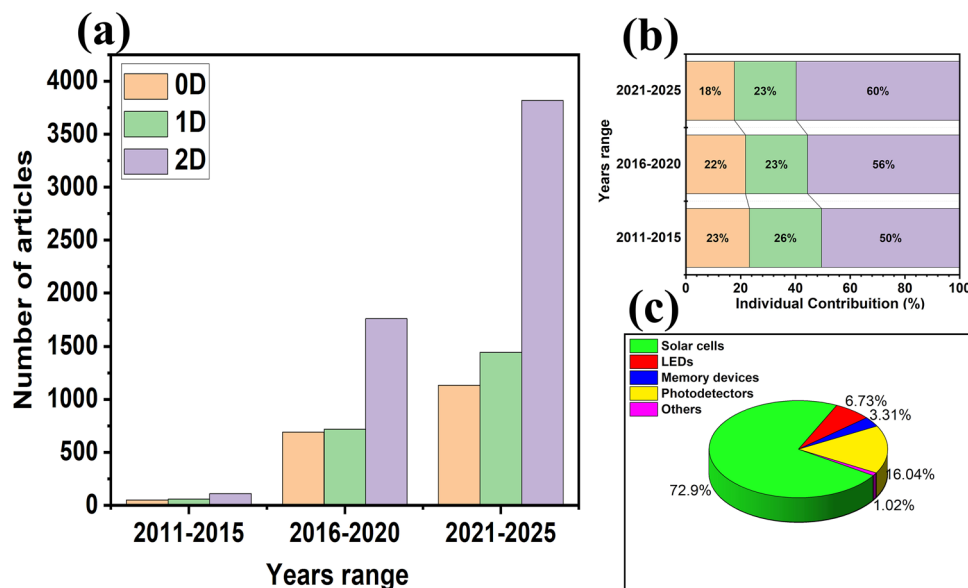 (a)
0D
1D
2D
Number of articles
4000
3500
3000
2500
2000
1500
1000
500
0
2011-2015 2016-2020 2021-2025
Years range
(b)
Years range
2021-2025 18% 23% 60%
2016-2020 22% 23% 56%
2011-2015 23% 26% 50%
0 20 40 60 80 100
Individual Contribuition (%)
(c)
Solar cells
LEDs
Memory devices
Photodetectors
Others
6.73%
3.31%
16.04%
1.02%
72.9%